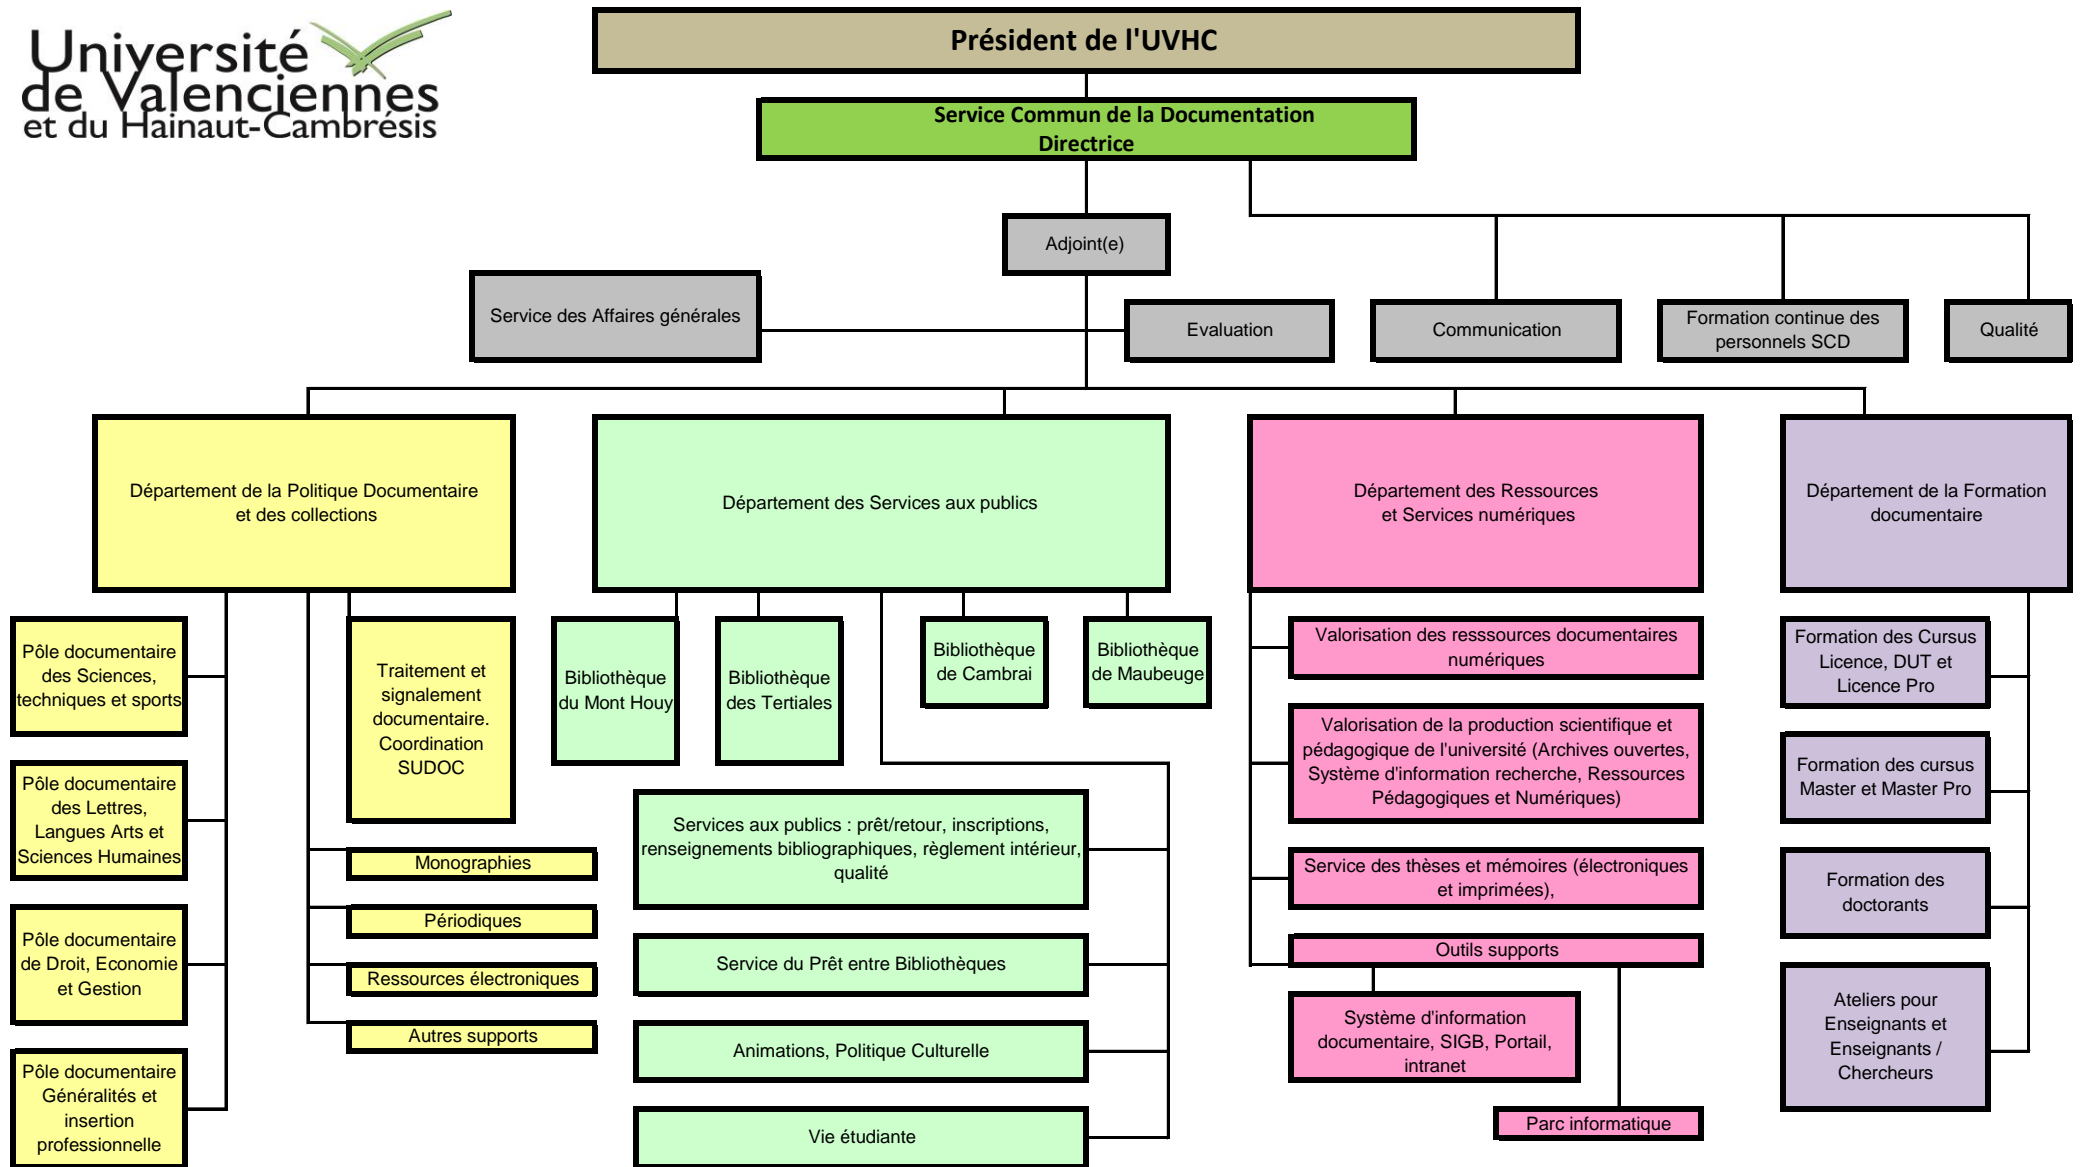 Université
de Valenciennes
et du Hainaut-Cambrésis
Président de l'UVHC
Service Commun de la Documentation
Directrice
Adjoint(e)
Service des Affaires générales
Evaluation
Communication
Formation continue des
personnels SCD
Qualité
Département de la Politique Documentaire
et des collections
Département des Services aux publics
Département des Ressources
et Services numériques
Département de la Formation
documentaire
Pôle documentaire
des Sciences,
techniques et sports
Pôle documentaire
des Lettres,
Langues Arts et
Sciences Humaines
Pôle documentaire
de Droit, Economie
et Gestion
Pôle documentaire
Généralités et
insertion
professionnelle
Traitement et
signalement
documentaire.
Coordination
SUDOC
Monographies
Périodiques
Ressources électroniques
Autres supports
Bibliothèque
du Mont Houy
Bibliothèque
des Tertiales
Bibliothèque
de Cambrai
Bibliothèque
de Maubeuge
Services aux publics : prêt/retour, inscriptions,
renseignements bibliographiques, règlement intérieur,
qualité
Service du Prêt entre Bibliothèques
Animations, Politique Culturelle
Vie étudiante
Valorisation des resssources documentaires
numériques
Valorisation de la production scientifique et
pédagogique de l'université (Archives ouvertes,
Système d'information recherche, Ressources
Pédagogiques et Numériques)
Service des thèses et mémoires (électroniques
et imprimées),
Outils supports
Système d'information
documentaire, SIGB, Portail,
intranet
Parc informatique
Formation des Cursus
Licence, DUT et
Licence Pro
Formation des cursus
Master et Master Pro
Formation des
doctorants
Ateliers pour
Enseignants et
Enseignants /
Chercheurs